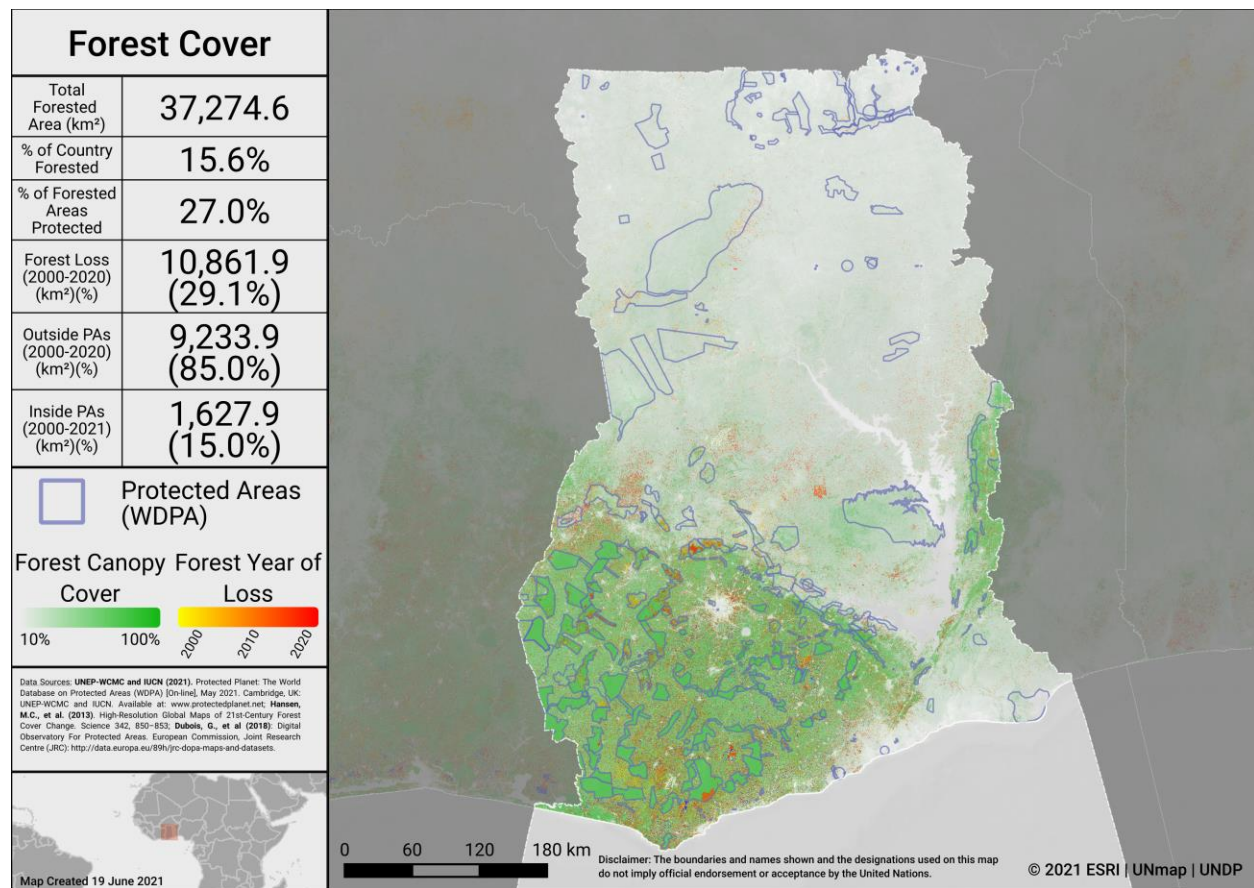 Forest Cover
Total
Forested
Area (km²)
37,274.6
% of Country
Forested
15.6%
% of Forested
Areas
Protected
27.0%
Forest Loss
(2000-2020)
(km²)(%)
10,861.9
(29.1%)
Outside PAs
(2000-2020)
(km²)(%)
9,233.9
(85.0%)
Inside PAs
(2000-2021)
(km²)(%)
1,627.9
(15.0%)
Protected Areas
(WDPA)
Forest Canopy
Cover
10% 100%
Forest Year of
Loss
2000 2010 2020
Data Sources: UNEP-WCMC and IUCN (2021). Protected Planet: The World
Database on Protected Areas (WDPA) [On-line], May 2021. Cambridge, UK:
UNEP-WCMC and IUCN. Available at: www.protectedplanet.net; Hansen,
M.C., et al. (2013). High-Resolution Global Maps of 21st-Century Forest
Cover Change. Science 342, 850–853; Dubois, G., et al (2018): Digital
Observatory For Protected Areas. European Commission, Joint Research
Centre (JRC): http://data.europa.eu/89h/jrc-dopa-maps-and-datasets.
Map Created 19 June 2021
0 60 120 180 km
Disclaimer: The boundaries and names shown and the designations used on this map
do not imply official endorsement or acceptance by the United Nations.
© 2021 ESRI | UNmap | UNDP